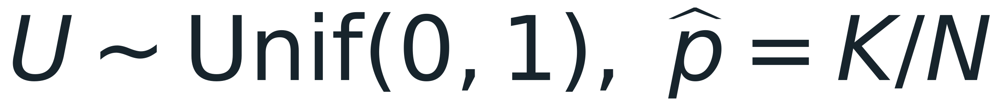 U ∼ Unif(0, 1), p̂ = K/N